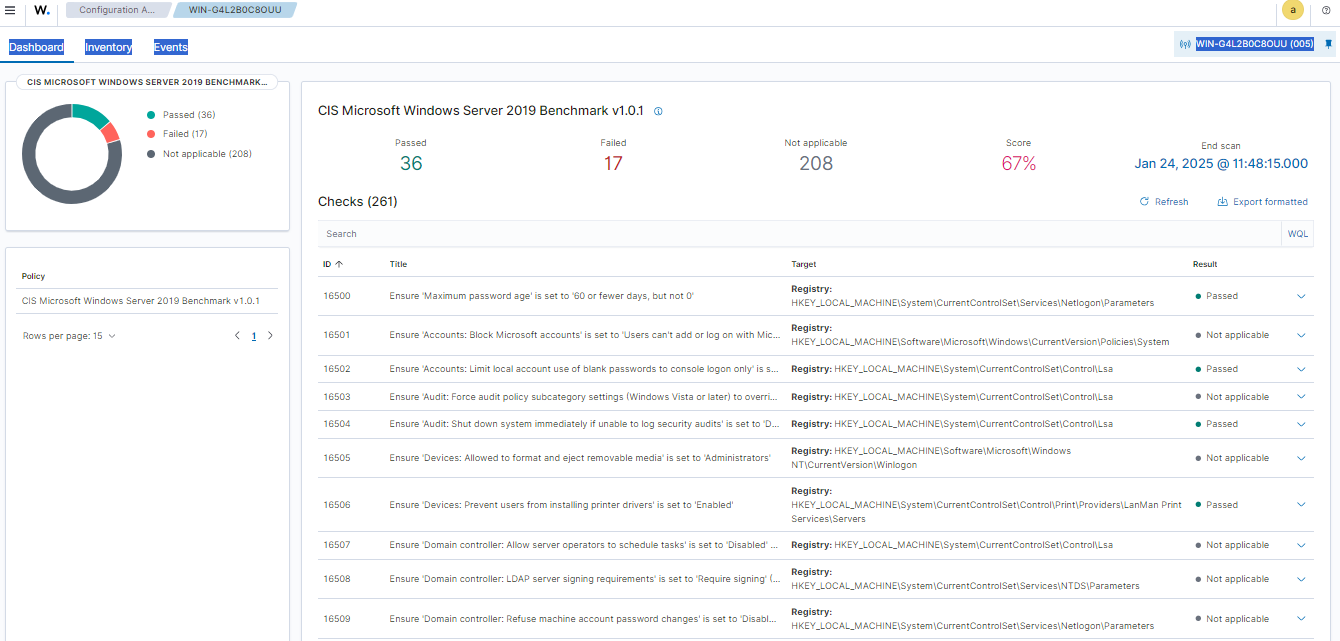 W.
Configuration A...
WIN-G4L2B0C8OUU
a
Dashboard
Inventory
Events
WIN-G4L2B0C8OUU (005)
CIS MICROSOFT WINDOWS SERVER 2019 BENCHMARK...
Passed (36)
Failed (17)
Not applicable (208)
Policy
CIS Microsoft Windows Server 2019 Benchmark v1.0.1
Rows per page: 15
1
CIS Microsoft Windows Server 2019 Benchmark v1.0.1
Passed
36
Failed
17
Not applicable
208
Score
67%
End scan
Jan 24, 2025 @ 11:48:15.000
Checks (261)
Refresh
Export formatted
Search
WQL
ID Title Target Result
16500 Ensure 'Maximum password age' is set to '60 or fewer days, but not 0' Registry: Passed
HKEY_LOCAL_MACHINE\System\CurrentControlSet\Services\Netlogon\Parameters
16501 Ensure 'Accounts: Block Microsoft accounts' is set to 'Users can't add or log on with Mic... Registry: Not applicable
HKEY_LOCAL_MACHINE\Software\Microsoft\Windows\CurrentVersion\Policies\System
16502 Ensure 'Accounts: Limit local account use of blank passwords to console logon only' is s... Registry: HKEY_LOCAL_MACHINE\System\CurrentControlSet\Control\Lsa Passed
16503 Ensure 'Audit: Force audit policy subcategory settings (Windows Vista or later) to overri... Registry: HKEY_LOCAL_MACHINE\System\CurrentControlSet\Control\Lsa Not applicable
16504 Ensure 'Audit: Shut down system immediately if unable to log security audits' is set to 'D... Registry: HKEY_LOCAL_MACHINE\System\CurrentControlSet\Control\Lsa Passed
16505 Ensure 'Devices: Allowed to format and eject removable media' is set to 'Administrators' Registry: HKEY_LOCAL_MACHINE\Software\Microsoft\Windows Not applicable
NT\CurrentVersion\Winlogon
16506 Ensure 'Devices: Prevent users from installing printer drivers' is set to 'Enabled' Registry: Passed
HKEY_LOCAL_MACHINE\System\CurrentControlSet\Control\Print\Providers\LanMan Print
Services\Servers
16507 Ensure 'Domain controller: Allow server operators to schedule tasks' is set to 'Disabled' ... Registry: HKEY_LOCAL_MACHINE\System\CurrentControlSet\Control\Lsa Not applicable
16508 Ensure 'Domain controller: LDAP server signing requirements' is set to 'Require signing' (... Registry: Not applicable
HKEY_LOCAL_MACHINE\System\CurrentControlSet\Services\NTDS\Parameters
16509 Ensure 'Domain controller: Refuse machine account password changes' is set to 'Disabl... Registry: Not applicable
HKEY_LOCAL_MACHINE\System\CurrentControlSet\Services\Netlogon\Parameters